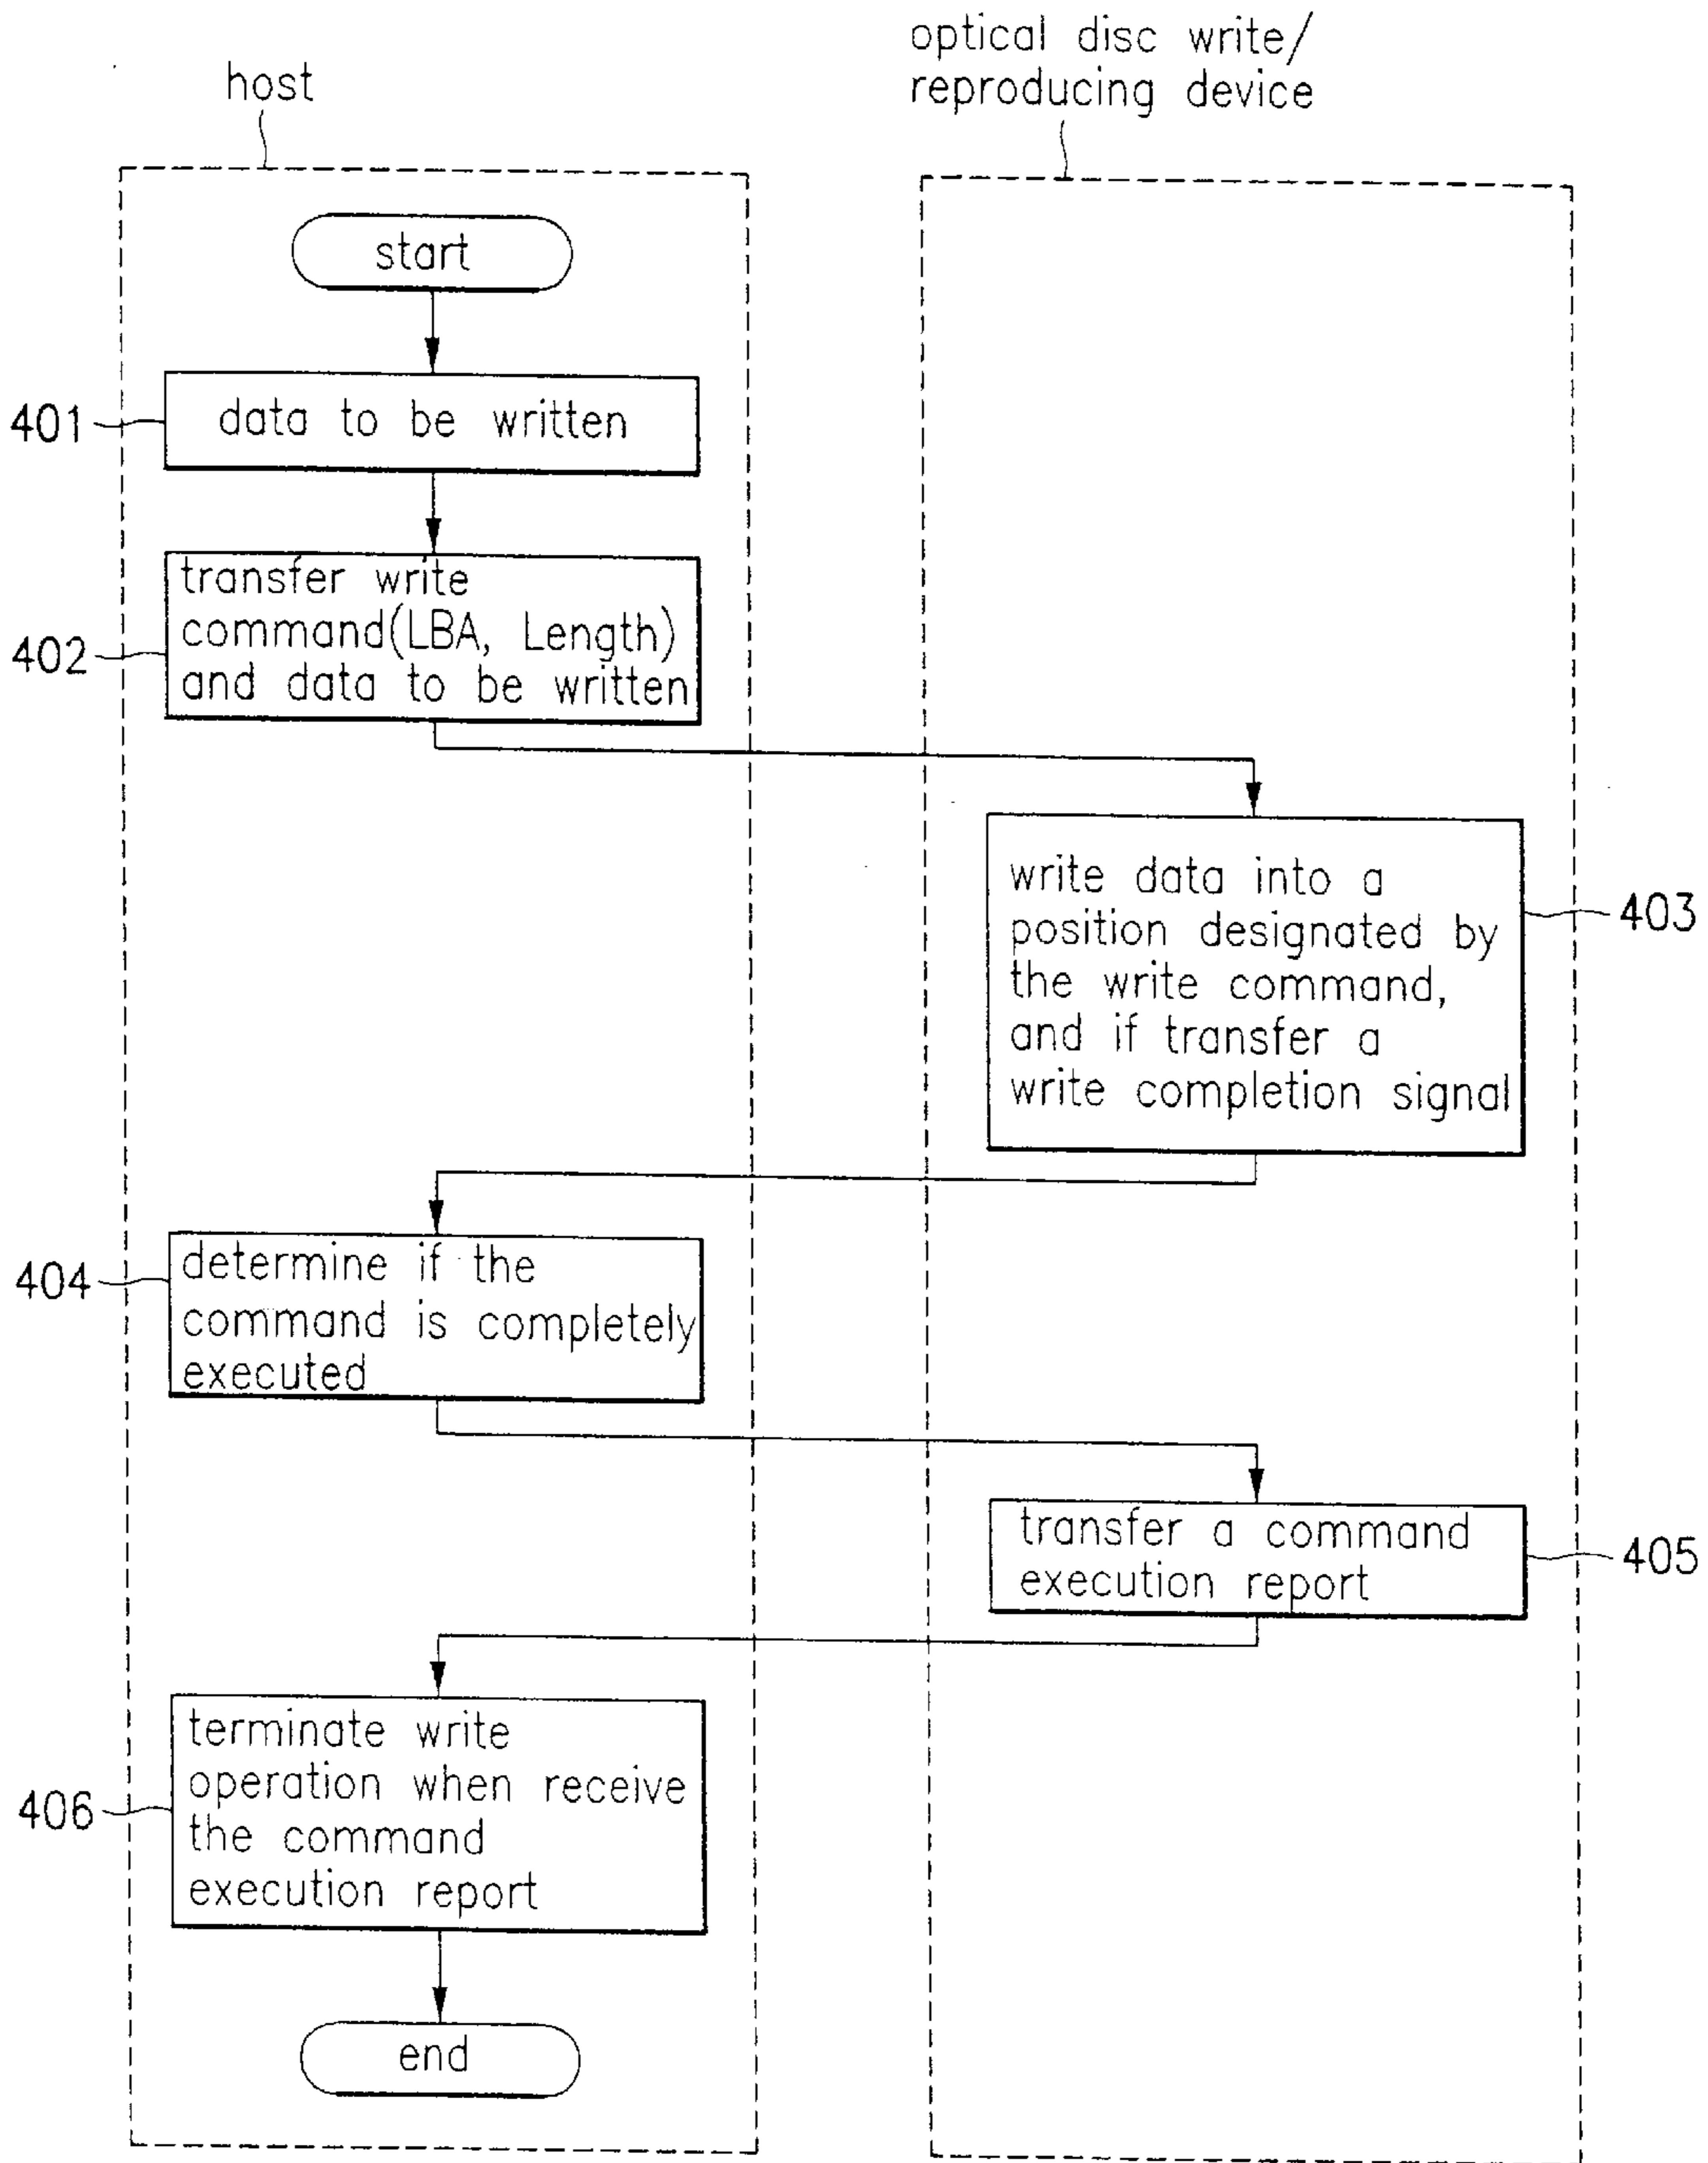 optical disc write/
reproducing device
host
start
401
data to be written
402
transfer write
command(LBA, Length)
and data to be written
403
write data into a
position designated by
the write command,
and if transfer a
write completion signal
404
determine if the
command is completely
executed
405
transfer a command
execution report
406
terminate write
operation when receive
the command
execution report
end